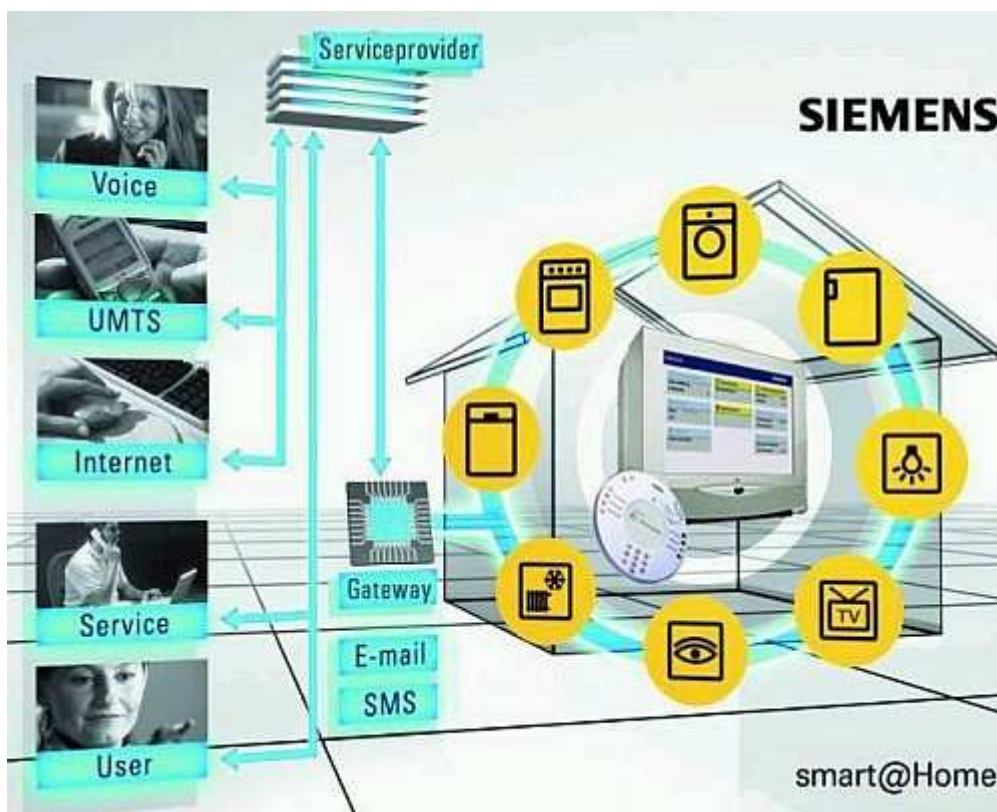 Serviceprovider
SIEMENS
Voice
UMTS
Internet
Service
User
Gateway
E-mail
SMS
TV
smart@Home